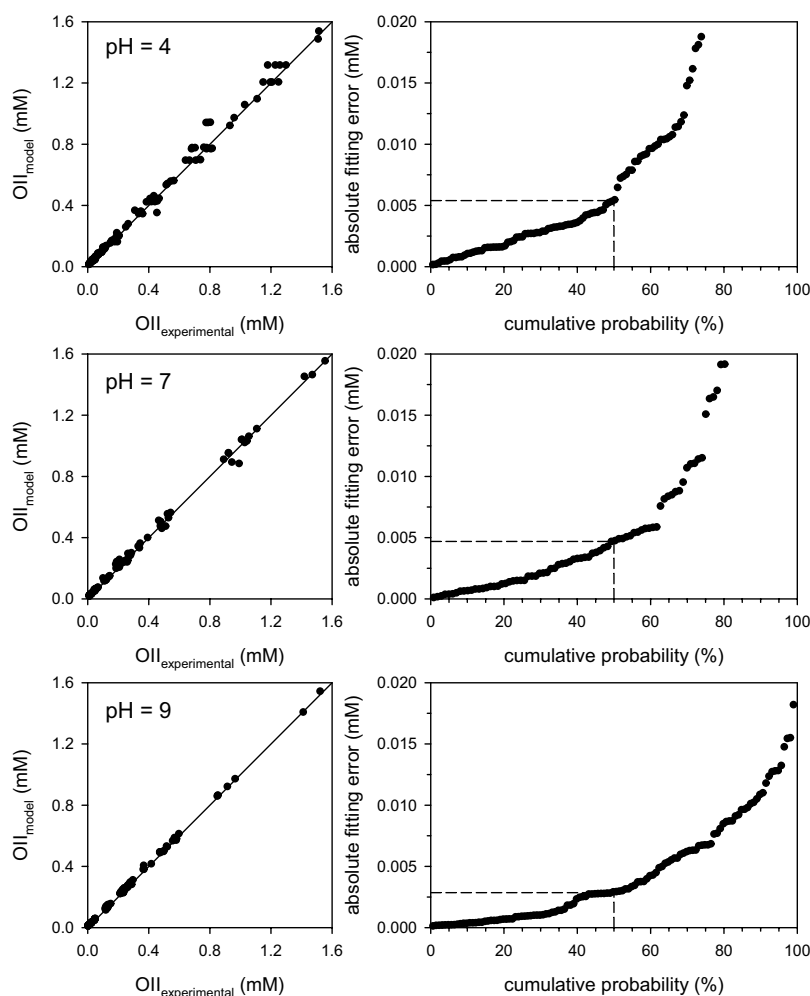 pH = 4
OII_model (mM)
1.6
1.2
0.8
0.4
0.0
0.0 0.4 0.8 1.2 1.6
OII_experimental (mM)
absolute fitting error (mM)
0.020
0.015
0.010
0.005
0.000
0 20 40 60 80 100
cumulative probability (%)
pH = 7
OII_model (mM)
1.6
1.2
0.8
0.4
0.0
0.0 0.4 0.8 1.2 1.6
OII_experimental (mM)
absolute fitting error (mM)
0.020
0.015
0.010
0.005
0.000
0 20 40 60 80 100
cumulative probability (%)
pH = 9
OII_model (mM)
1.6
1.2
0.8
0.4
0.0
0.0 0.4 0.8 1.2 1.6
OII_experimental (mM)
absolute fitting error (mM)
0.020
0.015
0.010
0.005
0.000
0 20 40 60 80 100
cumulative probability (%)